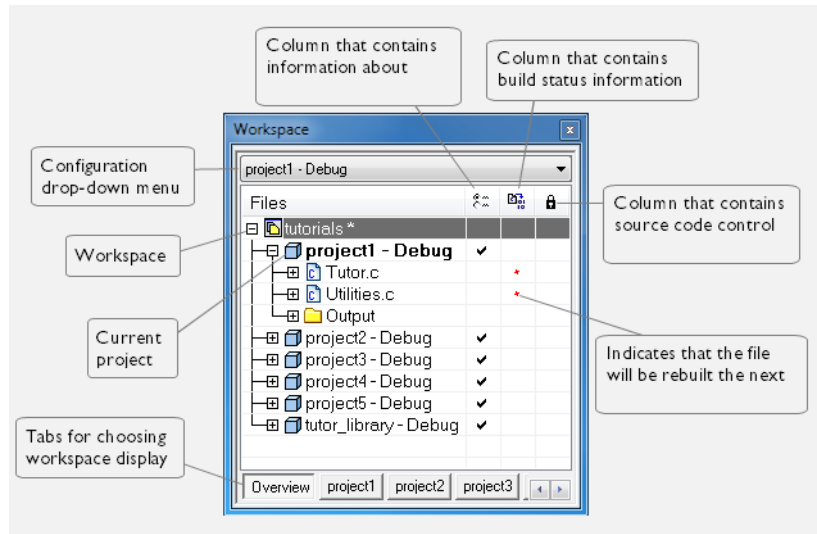 Column that contains
information about
Column that contains
build status information
Workspace
Configuration
drop-down menu
project1 - Debug
Files
Column that contains
source code control
tutorials *
Workspace
project1 - Debug
Tutor.c
Utilities.c
Output
Current
project
project2 - Debug
project3 - Debug
project4 - Debug
project5 - Debug
tutor_library - Debug
Indicates that the file
will be rebuilt the next
Tabs for choosing
workspace display
Overview project1 project2 project3